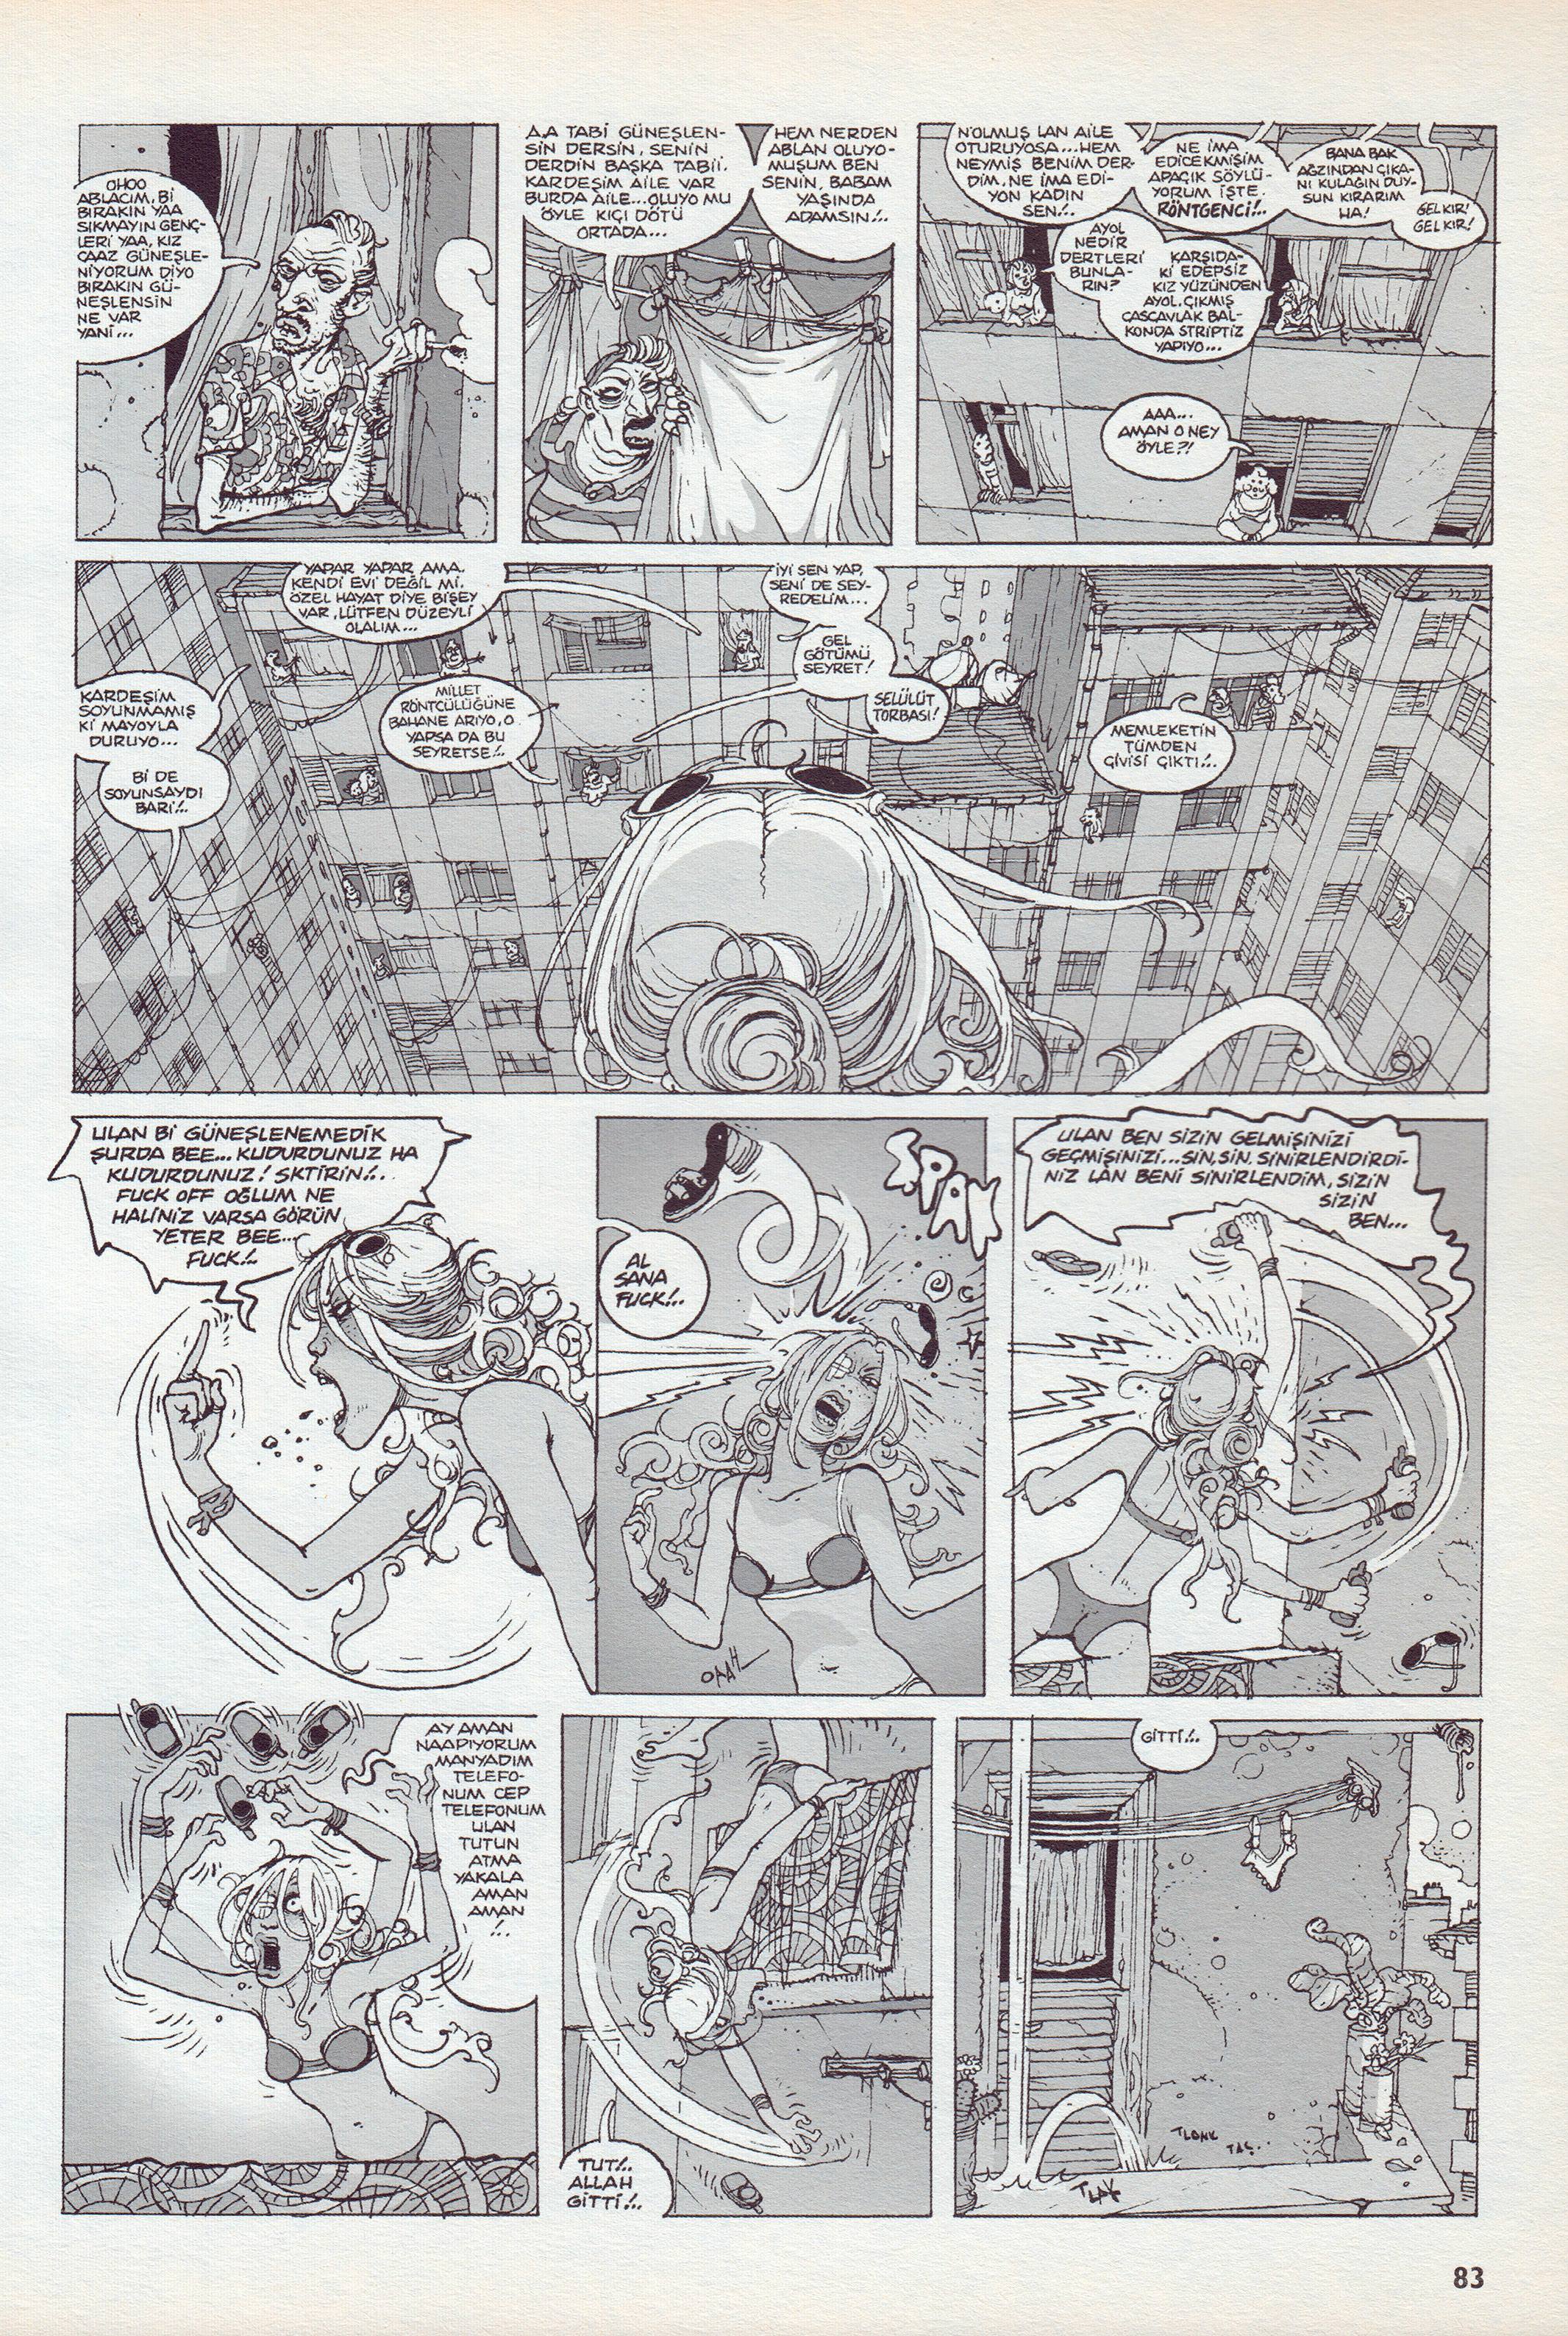 OHOO
ABLACIM, Bİ
BIRAKIN YAA
SIKMAYIN GENÇ-
LERİ YAA, KIZ
CAAZ GÜNEŞLE-
NİYORUM DİYO
BIRAKIN GÜ-
NEŞLENSİN
NE VAR
YANİ...
A.A TABİ GÜNEŞLEN-
SİN DERSİN, SENİN
DERDİN BAŞKA TABİİ.
KARDEŞİM AİLE VAR
BURDA AİLE...OLUYO MU
ÖYLE KIÇI DÖTÜ
ORTADA...
HEM NERDEN
ABLAN OLUYO-
MUŞUM BEN
SENİN, BABAM
YAŞINDA
ADAMSIN!..
N'OLMUŞ LAN AİLE
OTURUYOSA...HEM
NEYMİŞ BENİM DER-
DİM, NE İMA EDİ-
YON KADIN
SEN!..
NE İMA
EDİCEKMİŞİM
APAÇIK SÖYLÜ-
YORUM İŞTE.
RÖNTGENCİ!..
BANA BAK
AĞZINDAN ÇIKA-
NI KULAĞIN DUY-
SUN KIRARIM
HA!
GEL KIR!
GEL KIR!
AYOL
NEDİR
DERTLERİ
BUNLA-
RIN?
KARŞIDA-
Kİ EDEPSİZ
KIZ YÜZÜNDEN
AYOL, ÇIKMIŞ
CASCAVLAK BAL-
KONDA STRİPTİZ
YAPIYO...
AAA...
AMAN O NEY
ÖYLE?!
YAPAR YAPAR AMA.
KENDİ EVİ DEĞİL Mİ.
ÖZEL HAYAT DİYE BİŞEY
VAR, LÜTFEN DÜZEYLİ
OLALIM...
İYİ SEN YAP,
SENİ DE SEY-
REDELİM...
GEL
GÖTÜMÜ
SEYRET!
SELÜLÜT
TORBASI!
KARDEŞİM
SOYUNMAMIŞ
Kİ MAYOYLA
DURUYO...
Bİ DE
SOYUNSAYDI
BARİ!..
MİLLET
RÖNTCÜLÜĞÜNE
BAHANE ARIYO, O
YAPSA DA BU
SEYRETSE!..
MEMLEKETİN
TÜMDEN
ÇİVİSİ ÇIKTI!..
ULAN Bİ GÜNEŞLENEMEDİK
ŞURDA BEE...KUDURDUNUZ HA
KUDURDUNUZ! SKTİRİN!..
FUCK OFF OĞLUM NE
HALİNİZ VARSA GÖRÜN
YETER BEE...
FUCK!..
AL
SANA
FUCK!..
ŞPAK
OAAH
ULAN BEN SİZİN GELMİŞİNİZİ
GEÇMİŞİNİZİ...SİN, SİN. SİNİRLENDİRDİ-
NİZ LAN BENİ SİNİRLENDİM, SİZİN
SİZİN
BEN...
AY AMAN
NAAPIYORUM
MANYADIM
TELEFO-
NUM CEP
TELEFONUM
ULAN
TUTUN
ATMA
YAKALA
AMAN
AMAN
!..
TUT!..
ALLAH
GİTTİ!..
GİTTİ!..
TLONK
TAC..
TLAK
83